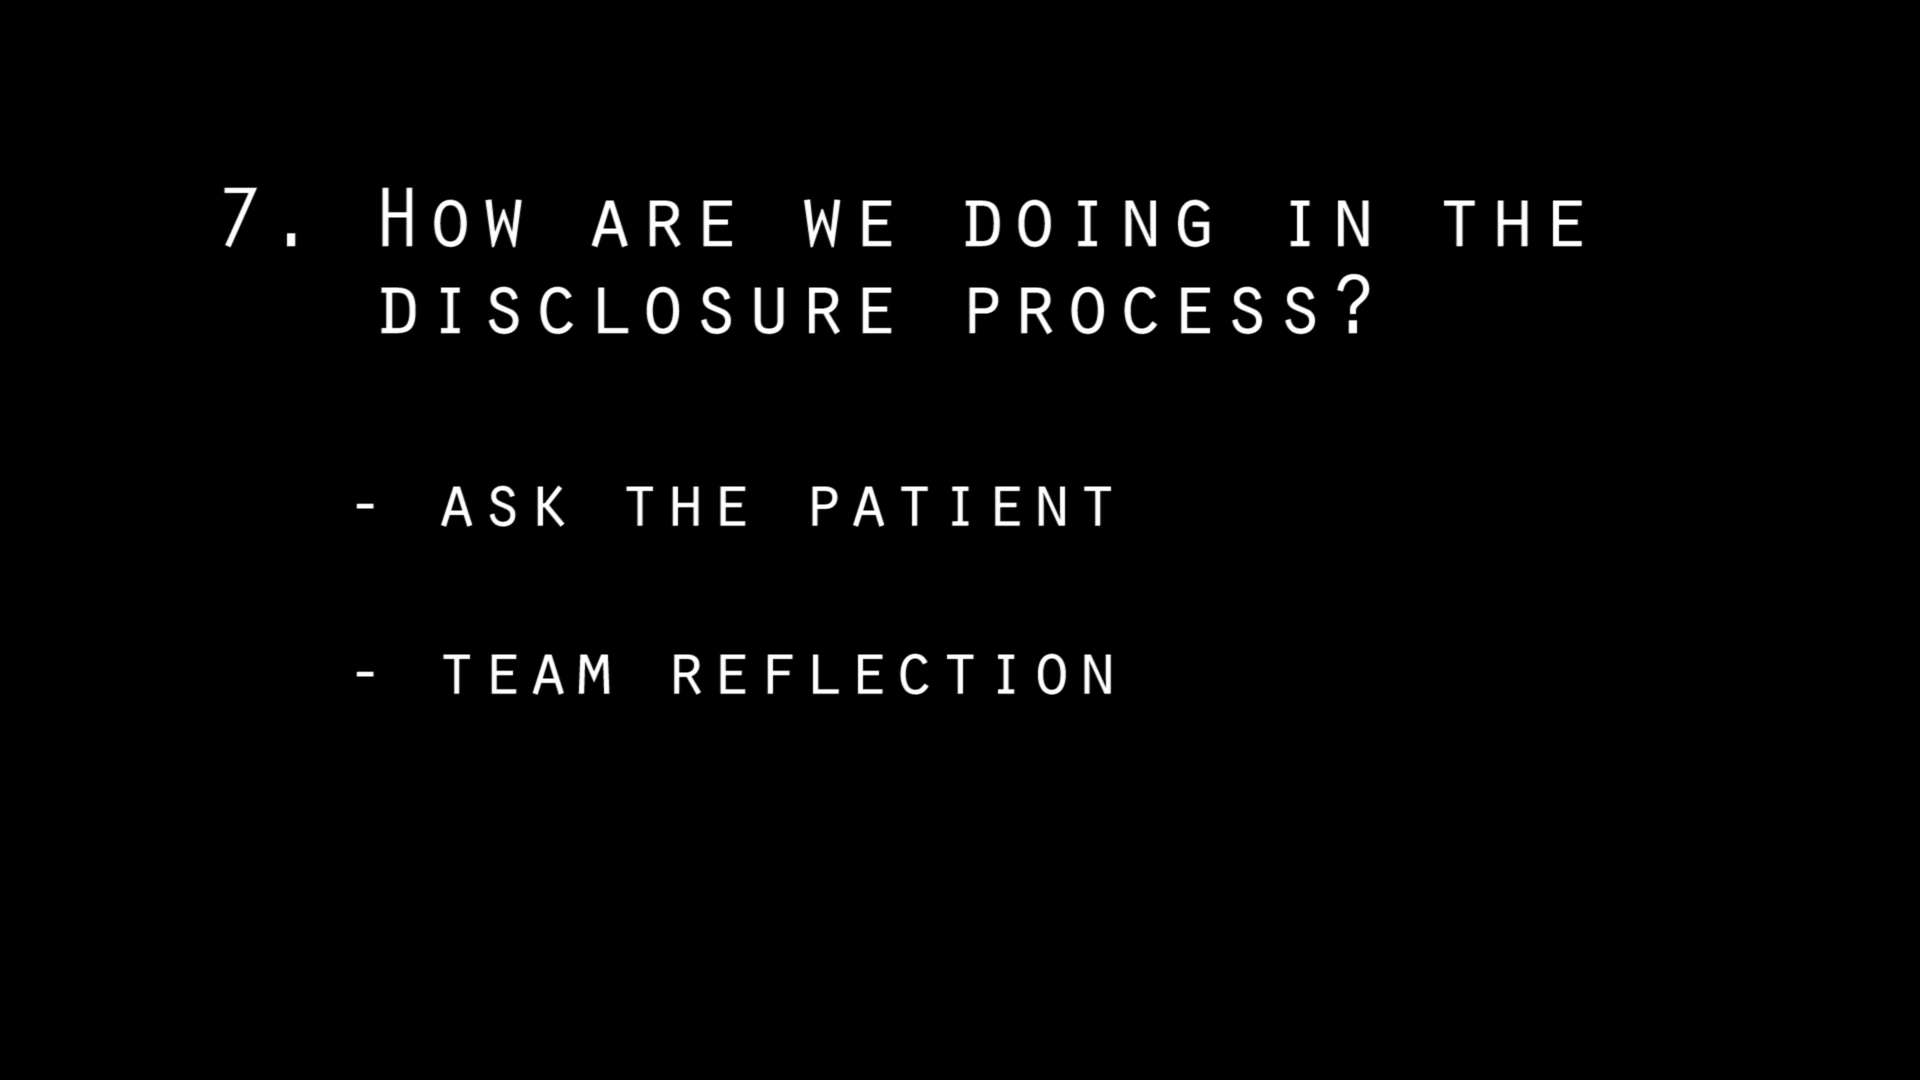 7. How are we doing in the
disclosure process?
- ask the patient
- team reflection